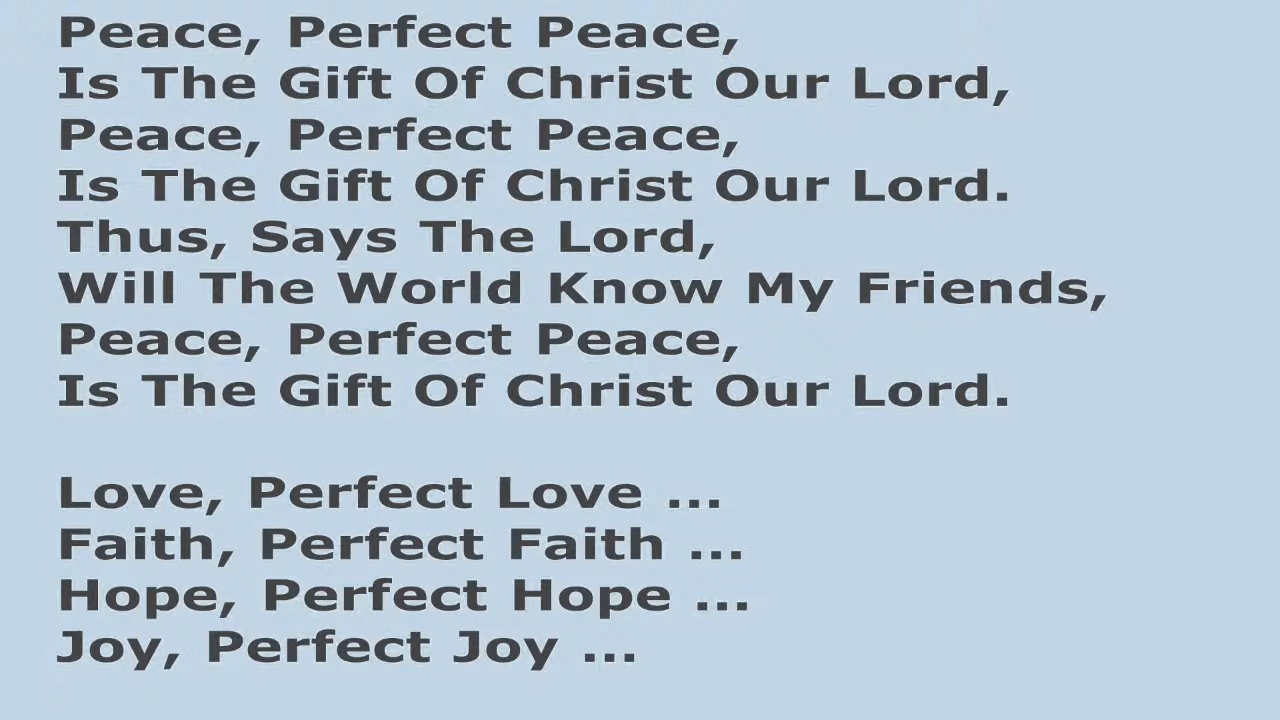 Peace, Perfect Peace,
Is The Gift Of Christ Our Lord,
Peace, Perfect Peace,
Is The Gift Of Christ Our Lord.
Thus, Says The Lord,
Will The World Know My Friends,
Peace, Perfect Peace,
Is The Gift Of Christ Our Lord.
Love, Perfect Love ...
Faith, Perfect Faith ...
Hope, Perfect Hope ...
Joy, Perfect Joy ...